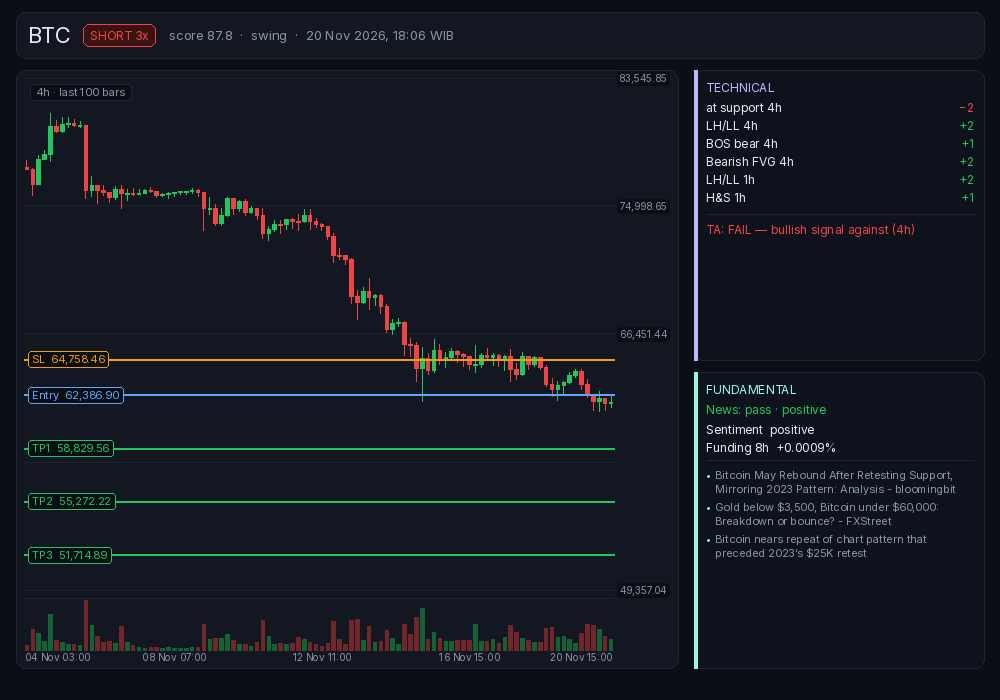 BTC SHORT 3x score 87.8 · swing · 20 Nov 2026, 18:06 WIB
4h · last 100 bars
83,545.85
74,998.65
66,451.44
SL 64,758.46
Entry 62,386.90
TP1 58,829.56
TP2 55,272.22
TP3 51,714.89
49,357.04
04 Nov 03:00 08 Nov 07:00 12 Nov 11:00 16 Nov 15:00 20 Nov 15:00
TECHNICAL
at support 4h −2
LH/LL 4h +2
BOS bear 4h +1
Bearish FVG 4h +2
LH/LL 1h +2
H&S 1h +1
TA: FAIL — bullish signal against (4h)
FUNDAMENTAL
News: pass · positive
Sentiment positive
Funding 8h +0.0009%
• Bitcoin May Rebound After Retesting Support,
Mirroring 2023 Pattern: Analysis - bloomingbit
• Gold below $3,500, Bitcoin under $60,000:
Breakdown or bounce? - FXStreet
• Bitcoin nears repeat of chart pattern that
preceded 2023's $25K retest